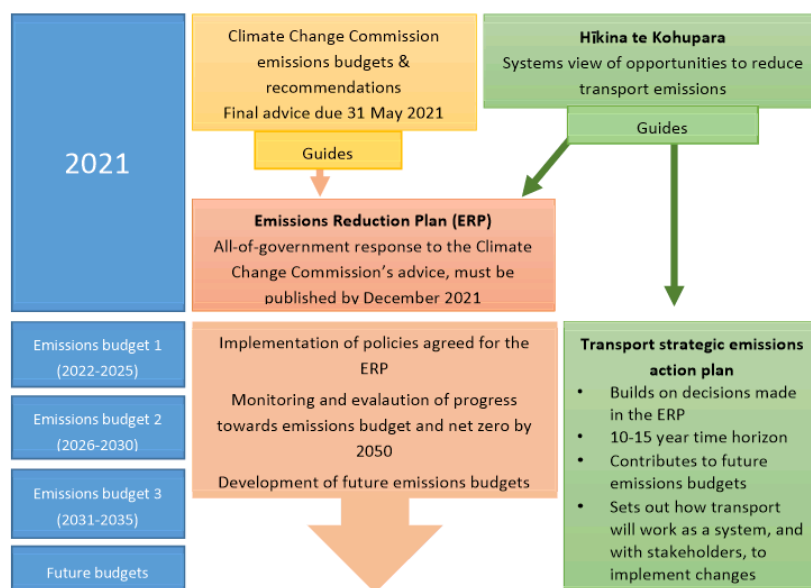 2021
Climate Change Commission
emissions budgets &
recommendations
Final advice due 31 May 2021
Guides
Hīkina te Kohupara
Systems view of opportunities to reduce
transport emissions
Guides
Emissions Reduction Plan (ERP)
All-of-government response to the Climate
Change Commission's advice, must be
published by December 2021
Emissions budget 1
(2022-2025)
Emissions budget 2
(2026-2030)
Emissions budget 3
(2031-2035)
Future budgets
Implementation of policies agreed for the
ERP
Monitoring and evalaution of progress
towards emissions budget and net zero by
2050
Development of future emissions budgets
Transport strategic emissions
action plan
• Builds on decisions made
in the ERP
• 10-15 year time horizon
• Contributes to future
emissions budgets
• Sets out how transport
will work as a system, and
with stakeholders, to
implement changes